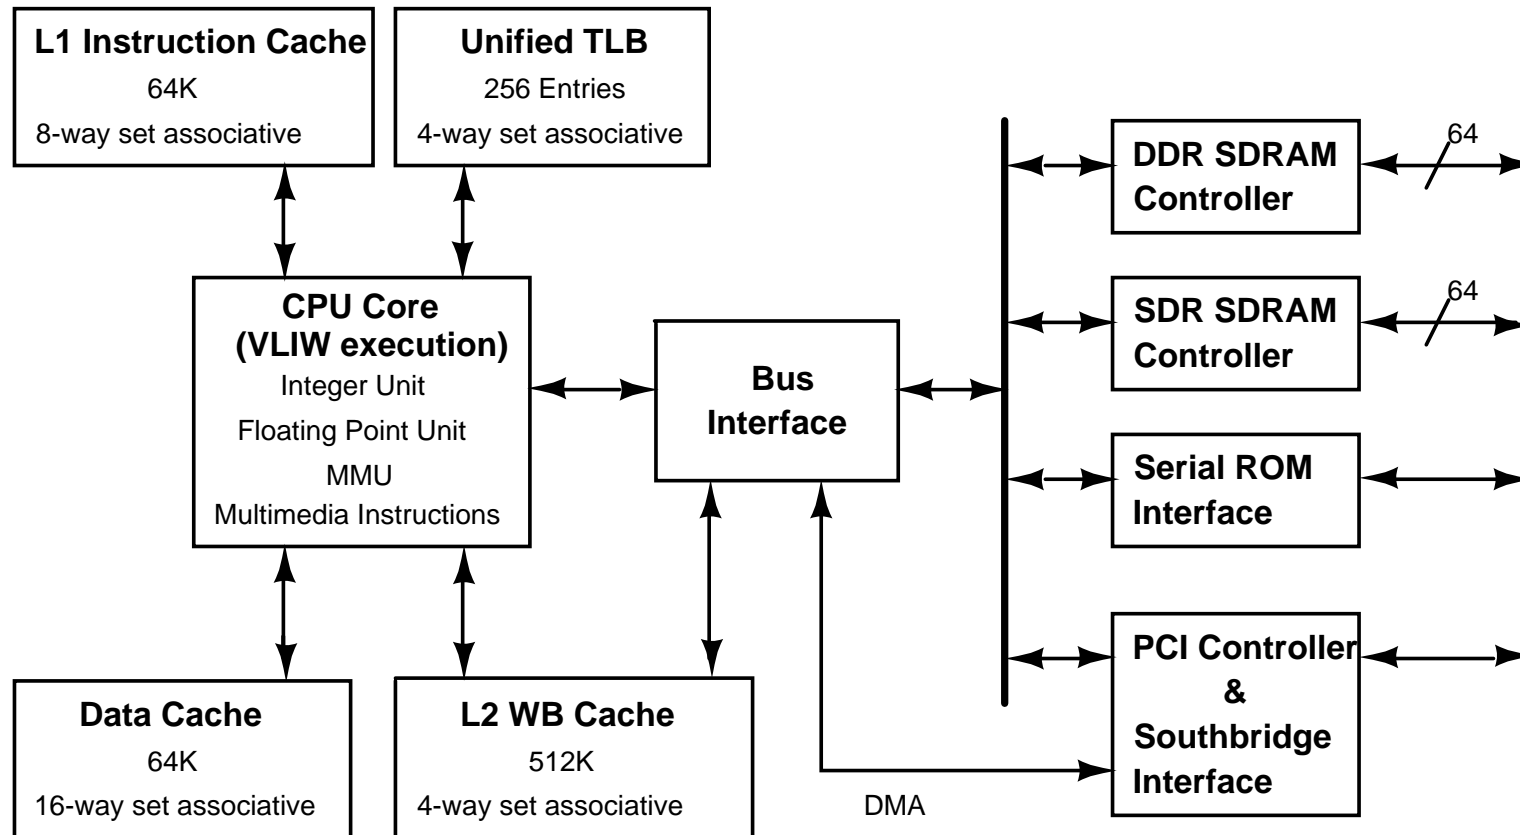 L1 Instruction Cache
64K
8-way set associative
Unified TLB
256 Entries
4-way set associative
CPU Core
(VLIW execution)
Integer Unit
Floating Point Unit
MMU
Multimedia Instructions
Data Cache
64K
16-way set associative
L2 WB Cache
512K
4-way set associative
Bus
Interface
DMA
DDR SDRAM
Controller
64
SDR SDRAM
Controller
64
Serial ROM
Interface
PCI Controller
&
Southbridge
Interface